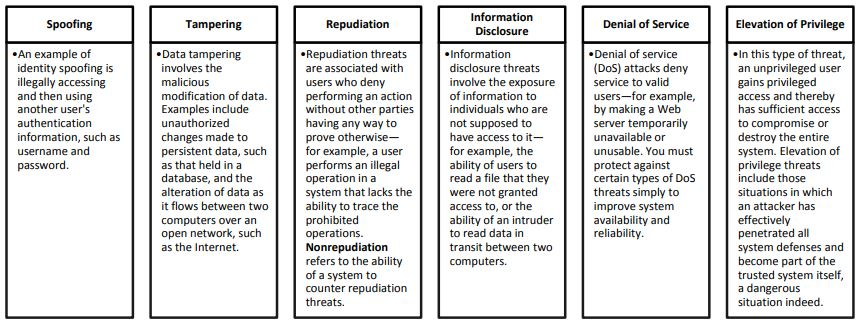 Spoofing
•An example of
identity spoofing is
illegally accessing
and then using
another user's
authentication
information, such as
username and
password.
Tampering
•Data tampering
involves the
malicious
modification of data.
Examples include
unauthorized
changes made to
persistent data, such
as that held in a
database, and the
alteration of data as
it flows between two
computers over an
open network, such
as the Internet.
Repudiation
•Repudiation threats
are associated with
users who deny
performing an action
without other parties
having any way to
prove otherwise—
for example, a user
performs an illegal
operation in a
system that lacks the
ability to trace the
prohibited
operations.
Nonrepudiation
refers to the ability
of a system to
counter repudiation
threats.
Information
Disclosure
•Information
disclosure threats
involve the exposure
of information to
individuals who are
not supposed to
have access to it—
for example, the
ability of users to
read a file that they
were not granted
access to, or the
ability of an intruder
to read data in
transit between two
computers.
Denial of Service
•Denial of service
(DoS) attacks deny
service to valid
users—for example,
by making a Web
server temporarily
unavailable or
unusable. You must
protect against
certain types of DoS
threats simply to
improve system
availability and
reliability.
Elevation of Privilege
•In this type of threat,
an unprivileged user
gains privileged
access and thereby
has sufficient access
to compromise or
destroy the entire
system. Elevation of
privilege threats
include those
situations in which
an attacker has
effectively
penetrated all
system defenses and
become part of the
trusted system itself,
a dangerous
situation indeed.